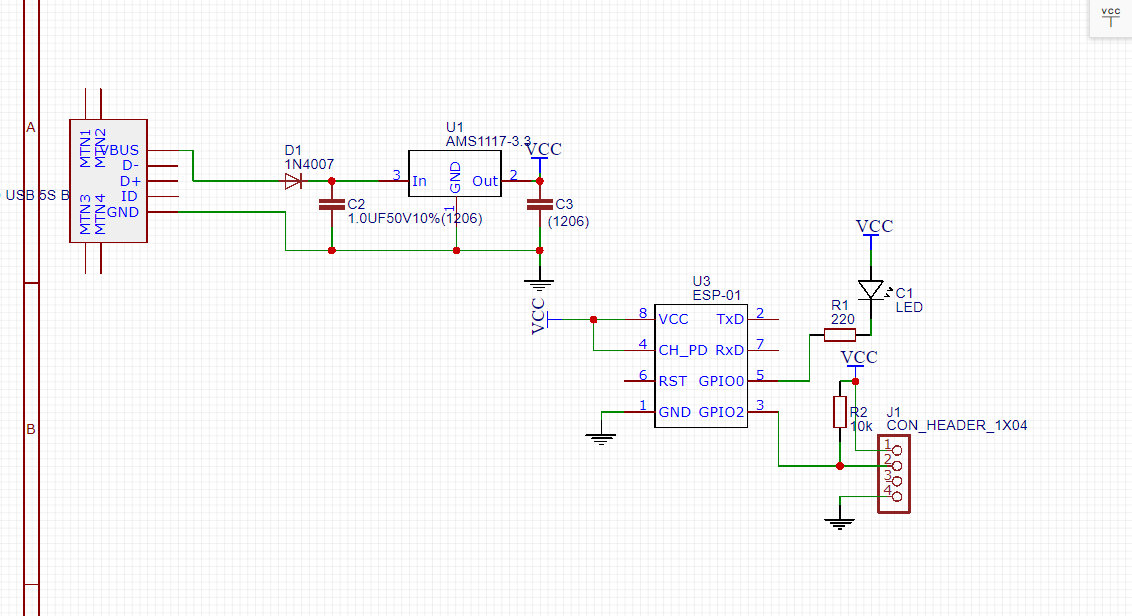 VCC
A
MTN1
MTN2
VBUS
D-
D+
ID
GND
MTN3
MTN4
USB 5S B
D1
1N4007
C2
1.0UF50V10%(1206)
U1
AMS1117-3.3
3
In
GND
1
Out
2
VCC
C3
(1206)
VCC
U3
ESP-01
8
VCC
TxD
2
4
CH_PD
RxD
7
6
RST
GPIO0
5
1
GND
GPIO2
3
VCC
C1
LED
R1
220
VCC
R2
10k
J1
CON_HEADER_1X04
1
2
3
4
B